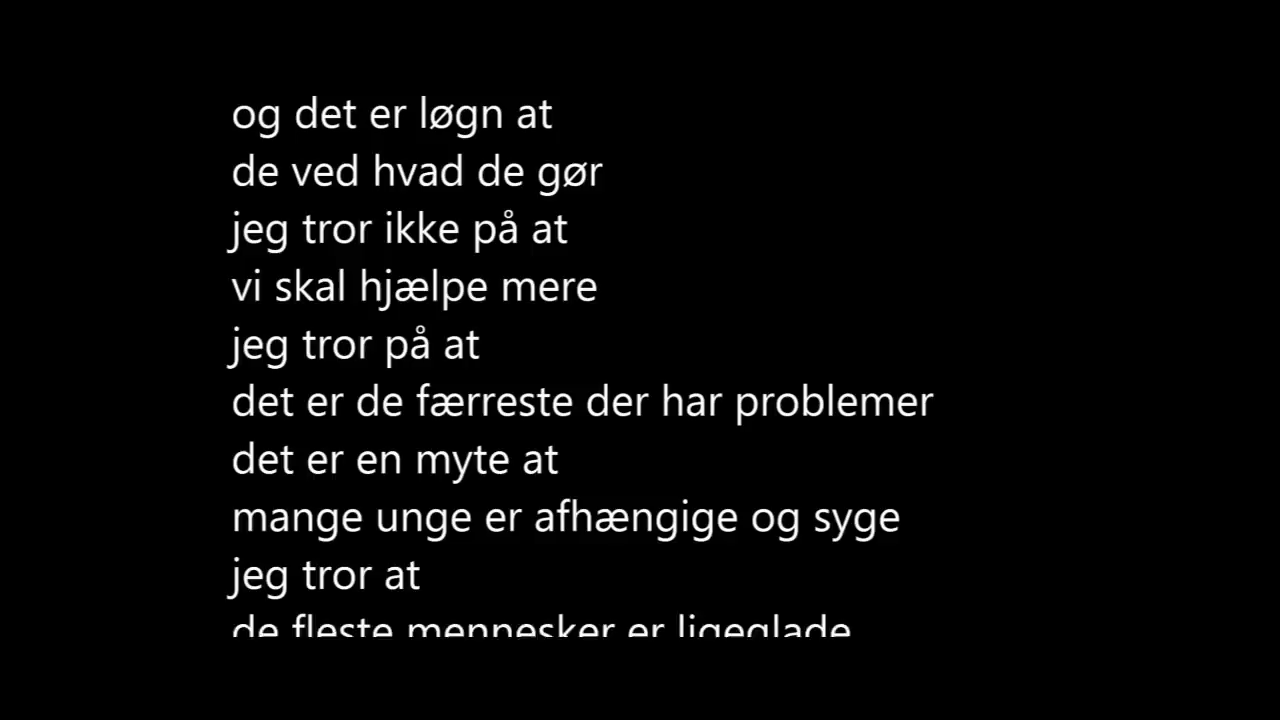 og det er løgn at
de ved hvad de gør
jeg tror ikke på at
vi skal hjælpe mere
jeg tror på at
det er de færreste der har problemer
det er en myte at
mange unge er afhængige og syge
jeg tror at
de fleste mennesker er ligeglade